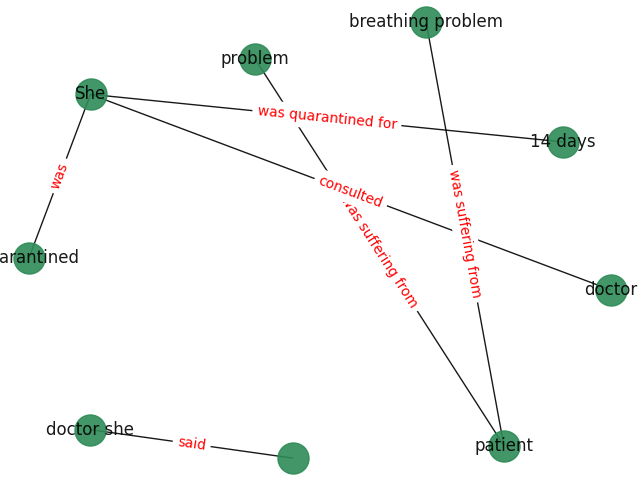 breathing problem
problem
She
was quarantined for
14 days
was
consulted
was suffering from
was suffering from
arantined
doctor
doctor she
said
patient